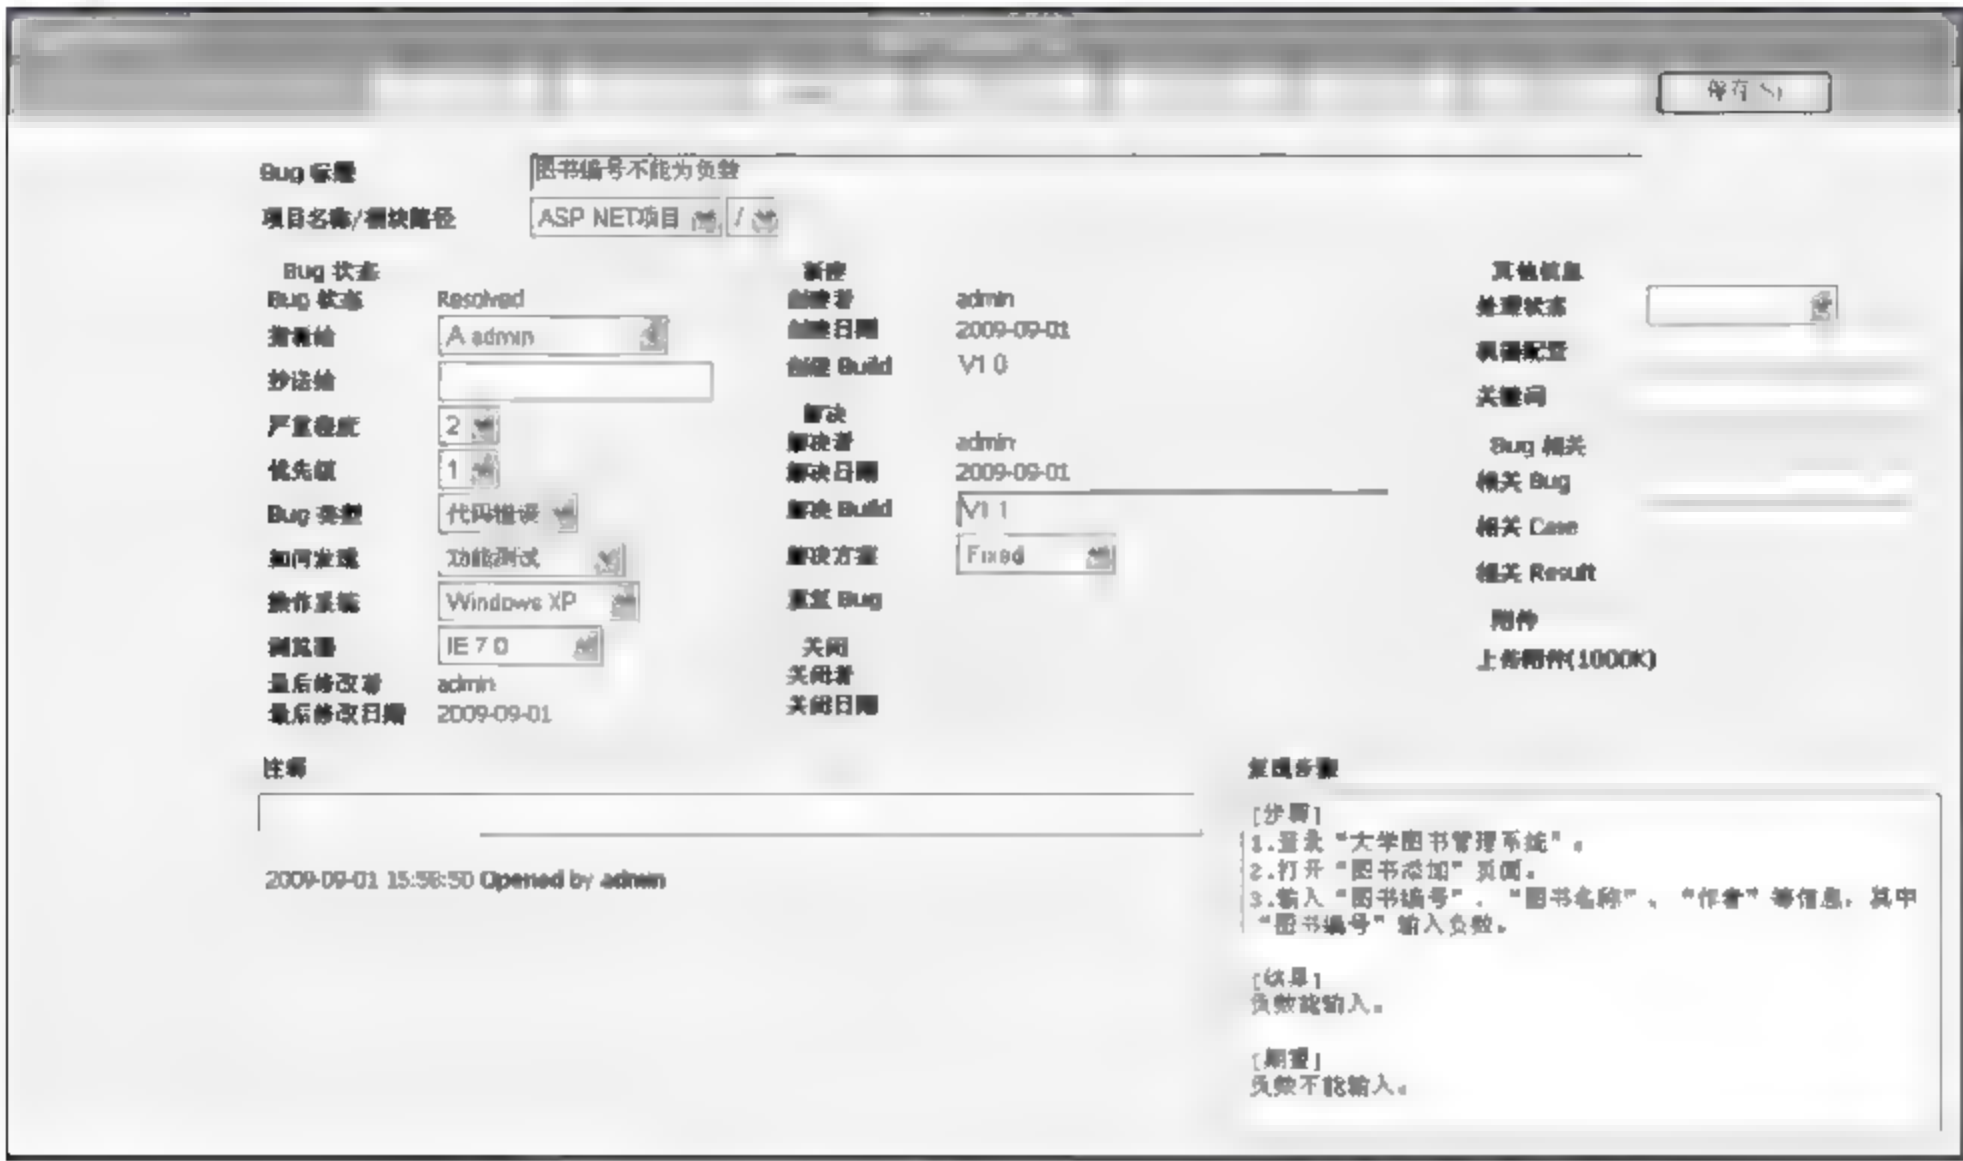 保存(S)
Bug 标题 图书编号不能为负数
项目名称/模块路径 ASP NET项目 /
Bug 状态
Bug 状态 Resolved
指派给 A admin
抄送给
严重程度 2
优先级 1
Bug 类型 代码错误
如何发现 功能测试
操作系统 Windows XP
浏览器 IE 7 0
最后修改者 admin
最后修改日期 2009-09-01
新建
创建者 admin
创建日期 2009-09-01
创建 Build V1 0
解决
解决者 admin
解决日期 2009-09-01
解决 Build V1 1
解决方案 Fixed
重复 Bug
关闭
关闭者
关闭日期
其他信息
处理状态
机器配置
关键词
Bug 相关
相关 Bug
相关 Case
相关 Result
附件
上传附件(1000K)
注释
2009-09-01 15:56:50 Opened by admin
复现步骤
[步骤]
1.登录“大学图书管理系统”。
2.打开“图书添加”页面。
3.输入“图书编号”、“图书名称”、“作者”等信息，其中
“图书编号”输入负数。
[结果]
负数能输入。
[期望]
负数不能输入。